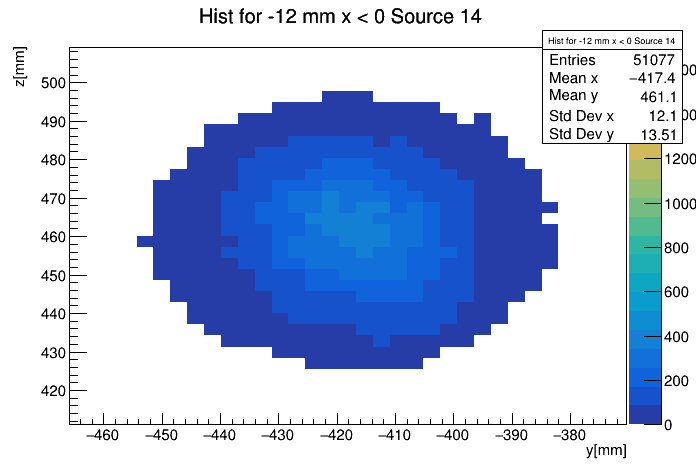 Hist for -12 mm x < 0 Source 14
Hist for -12 mm x < 0 Source 14
Entries 51077
Mean x −417.4
Mean y 461.1
Std Dev x 12.1
Std Dev y 13.51
z[mm]
500
490
480
470
460
450
440
430
420
−460 −450 −440 −430 −420 −410 −400 −390 −380
y[mm]
1200
1000
800
600
400
200
0